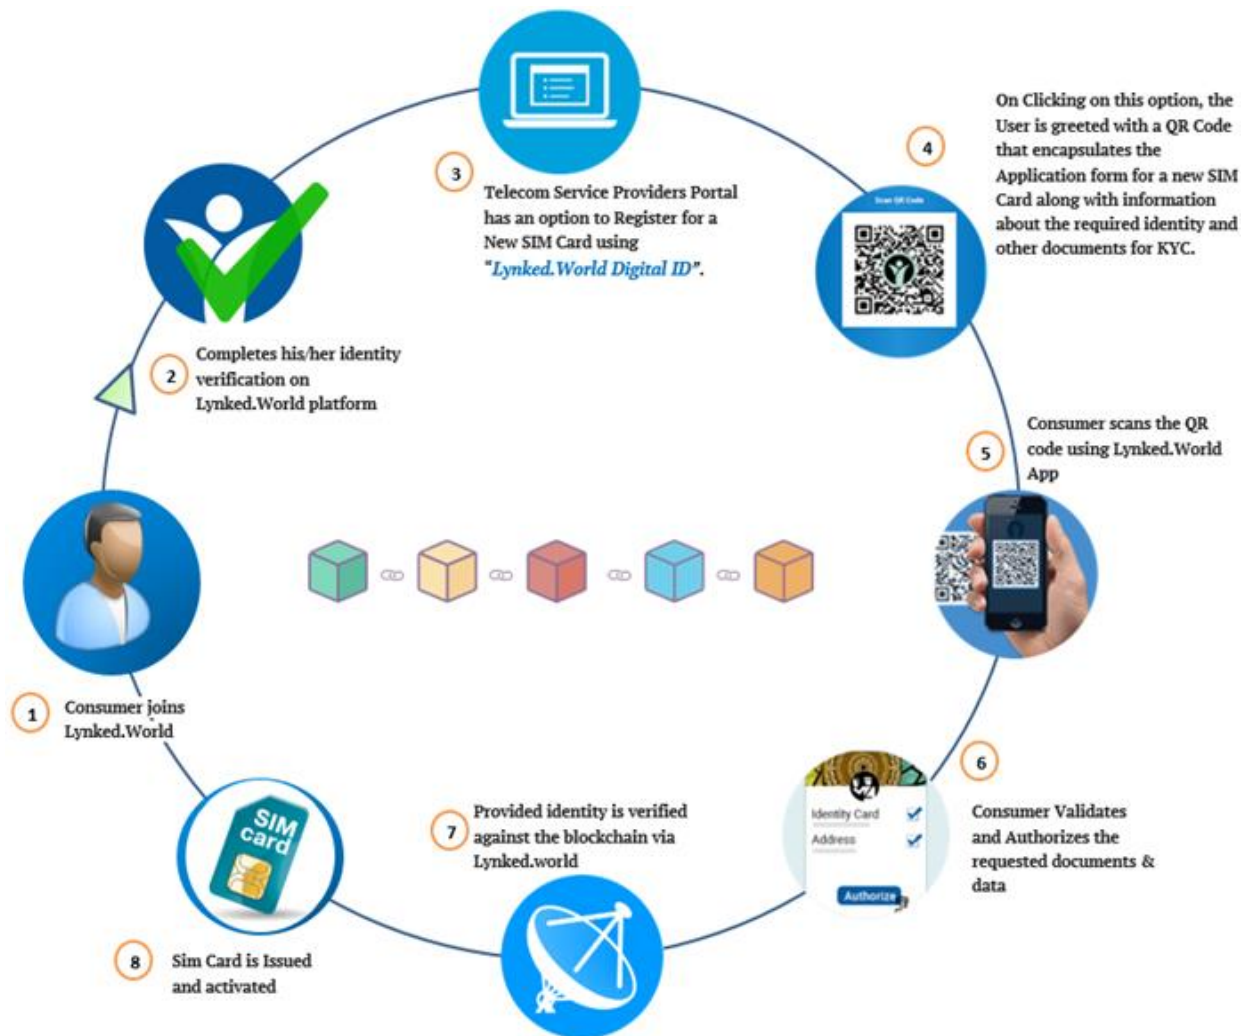 1
Consumer joins
Lynked.World
2
Completes his/her identity
verification on
Lynked.World platform
3
Telecom Service Providers Portal
has an option to Register for a
New SIM Card using
“Lynked.World Digital ID”.
4
On Clicking on this option, the
User is greeted with a QR Code
that encapsulates the
Application form for a new SIM
Card along with information
about the required identity and
other documents for KYC.
Scan QR Code
5
Consumer scans the QR
code using Lynked.World
App
6
Consumer Validates
and Authorizes the
requested documents &
data
Identity Card
Address
Authorize
7
Provided identity is verified
against the blockchain via
Lynked.world
8
Sim Card is Issued
and activated
SIM
card